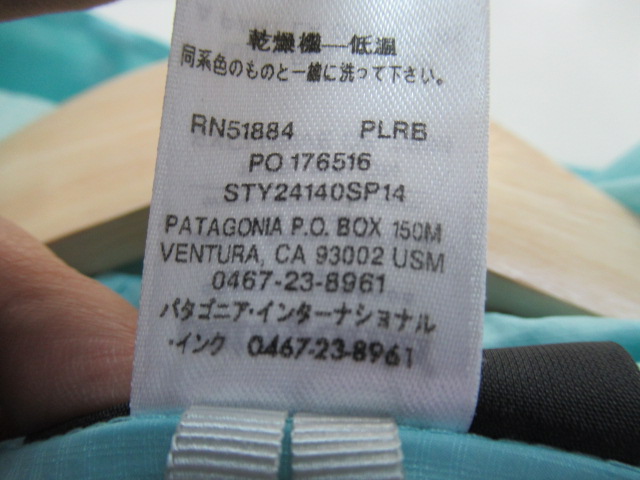 乾燥機—低温
同系色のものと一緒に洗って下さい。
RN51884 PLRB
PO 176516
STY24140SP14
PATAGONIA P.O. BOX 150M
VENTURA, CA 93002 USM
0467-23-8961
パタゴニア・インターナショナル
・インク 0467-23-8961